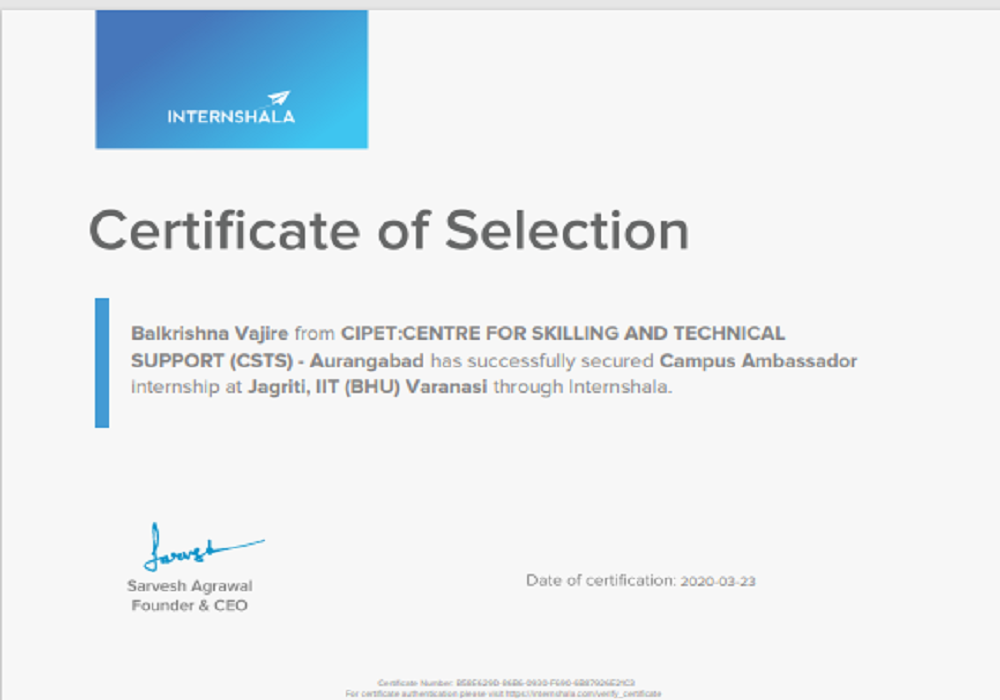 INTERNSHALA
Certificate of Selection
Balkrishna Vajire from CIPET:CENTRE FOR SKILLING AND TECHNICAL
SUPPORT (CSTS) - Aurangabad has successfully secured Campus Ambassador
internship at Jagriti, IIT (BHU) Varanasi through Internshala.
Sarvesh Agrawal
Founder & CEO
Date of certification: 2020-03-23
Certificate Number:
For certificate authentication please visit https://internshala.com/verify_certificate